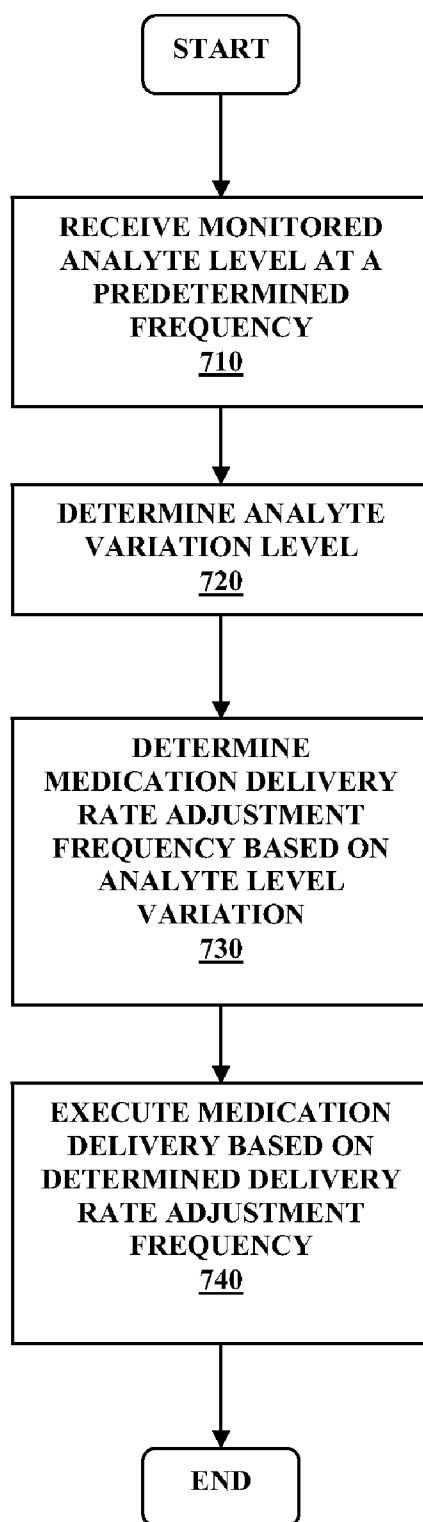 START
RECEIVE MONITORED
ANALYTE LEVEL AT A
PREDETERMINED
FREQUENCY
710
DETERMINE ANALYTE
VARIATION LEVEL
720
DETERMINE
MEDICATION DELIVERY
RATE ADJUSTMENT
FREQUENCY BASED ON
ANALYTE LEVEL
VARIATION
730
EXECUTE MEDICATION
DELIVERY BASED ON
DETERMINED DELIVERY
RATE ADJUSTMENT
FREQUENCY
740
END